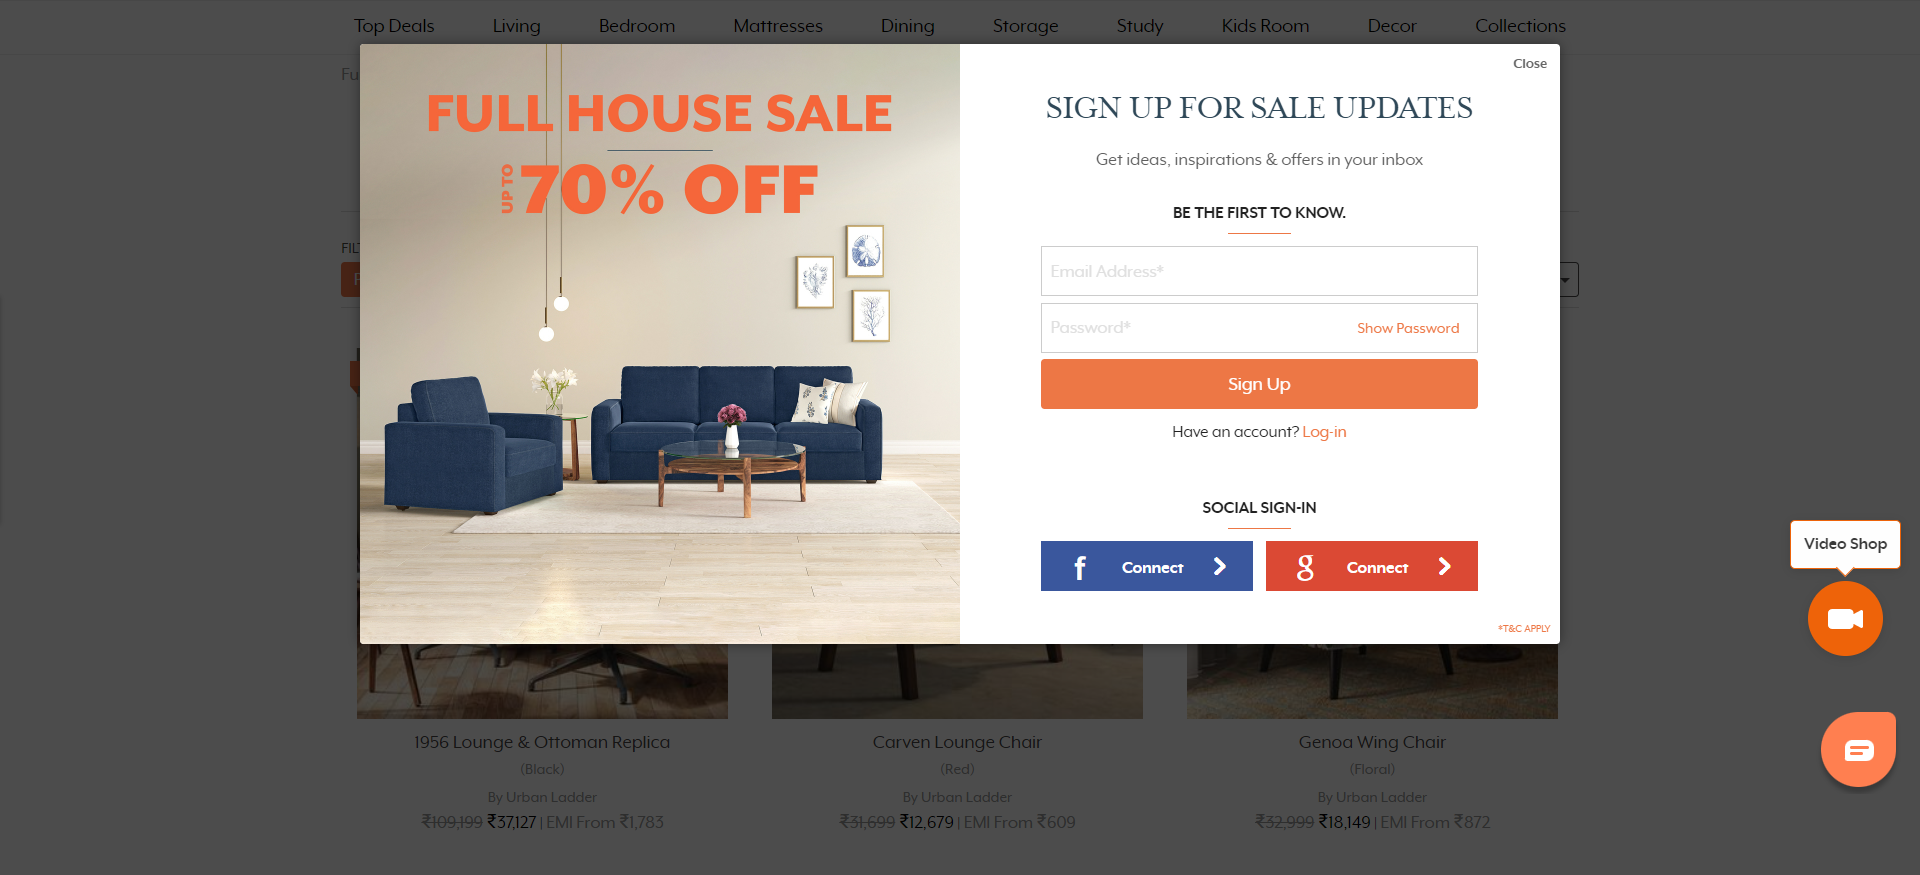 Top Deals Living Bedroom Mattresses Dining Storage Study Kids Room Decor Collections
Close
FULL HOUSE SALE
UP TO 70% OFF
SIGN UP FOR SALE UPDATES
Get ideas, inspirations & offers in your inbox
BE THE FIRST TO KNOW.
Email Address*
Password* Show Password
Sign Up
Have an account? Log-in
SOCIAL SIGN-IN
f Connect
g Connect
*T&C APPLY
Video Shop
1956 Lounge & Ottoman Replica
(Black)
By Urban Ladder
₹109,199 ₹37,127 | EMI From ₹1,783
Carven Lounge Chair
(Red)
By Urban Ladder
₹31,699 ₹12,679 | EMI From ₹609
Genoa Wing Chair
(Floral)
By Urban Ladder
₹32,999 ₹18,149 | EMI From ₹872